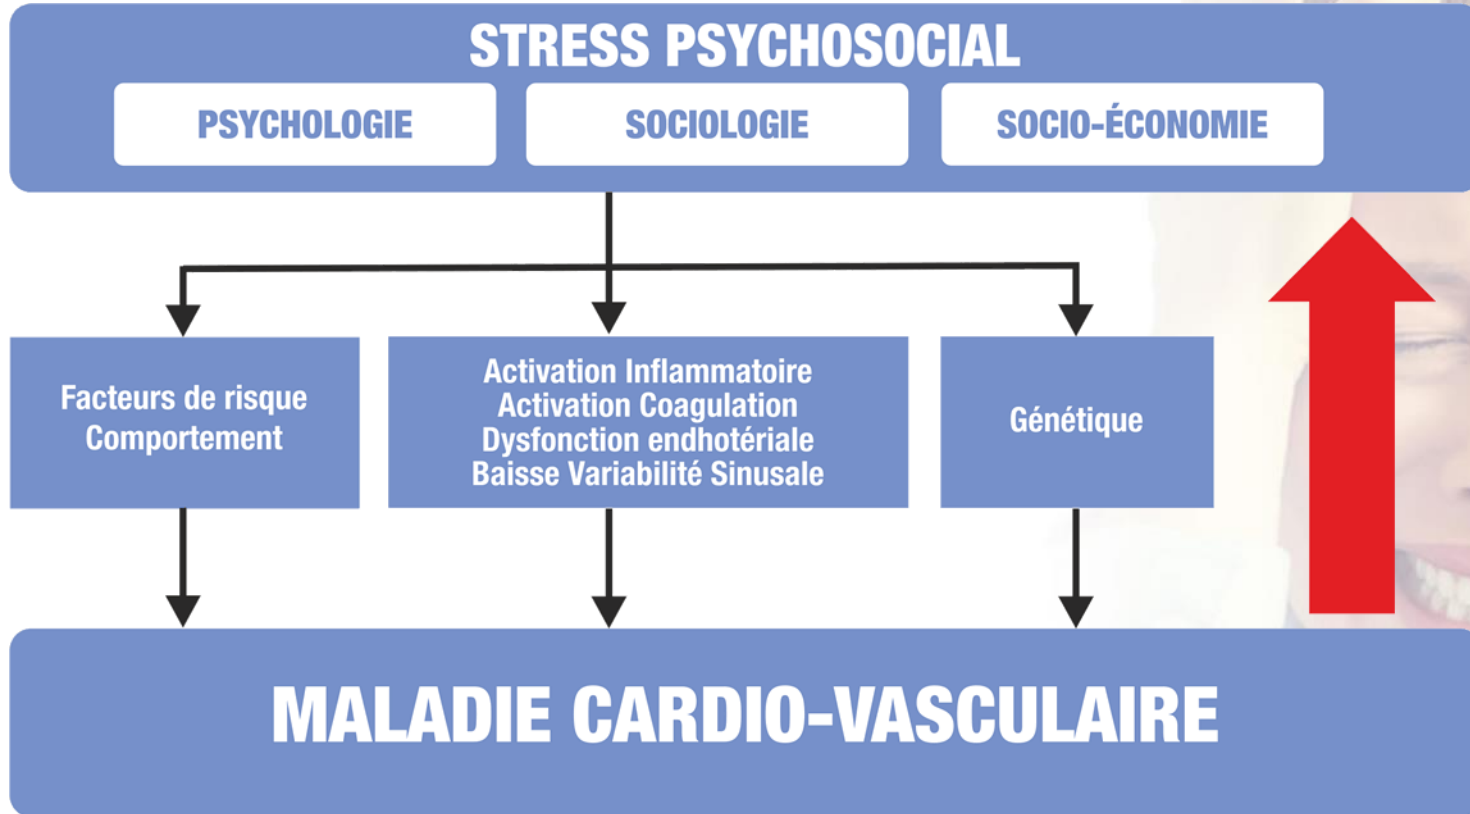 STRESS PSYCHOSOCIAL
PSYCHOLOGIE
SOCIOLOGIE
SOCIO-ÉCONOMIE
Facteurs de risque
Comportement
Activation Inflammatoire
Activation Coagulation
Dysfonction endhotériale
Baisse Variabilité Sinusale
Génétique
MALADIE CARDIO-VASCULAIRE